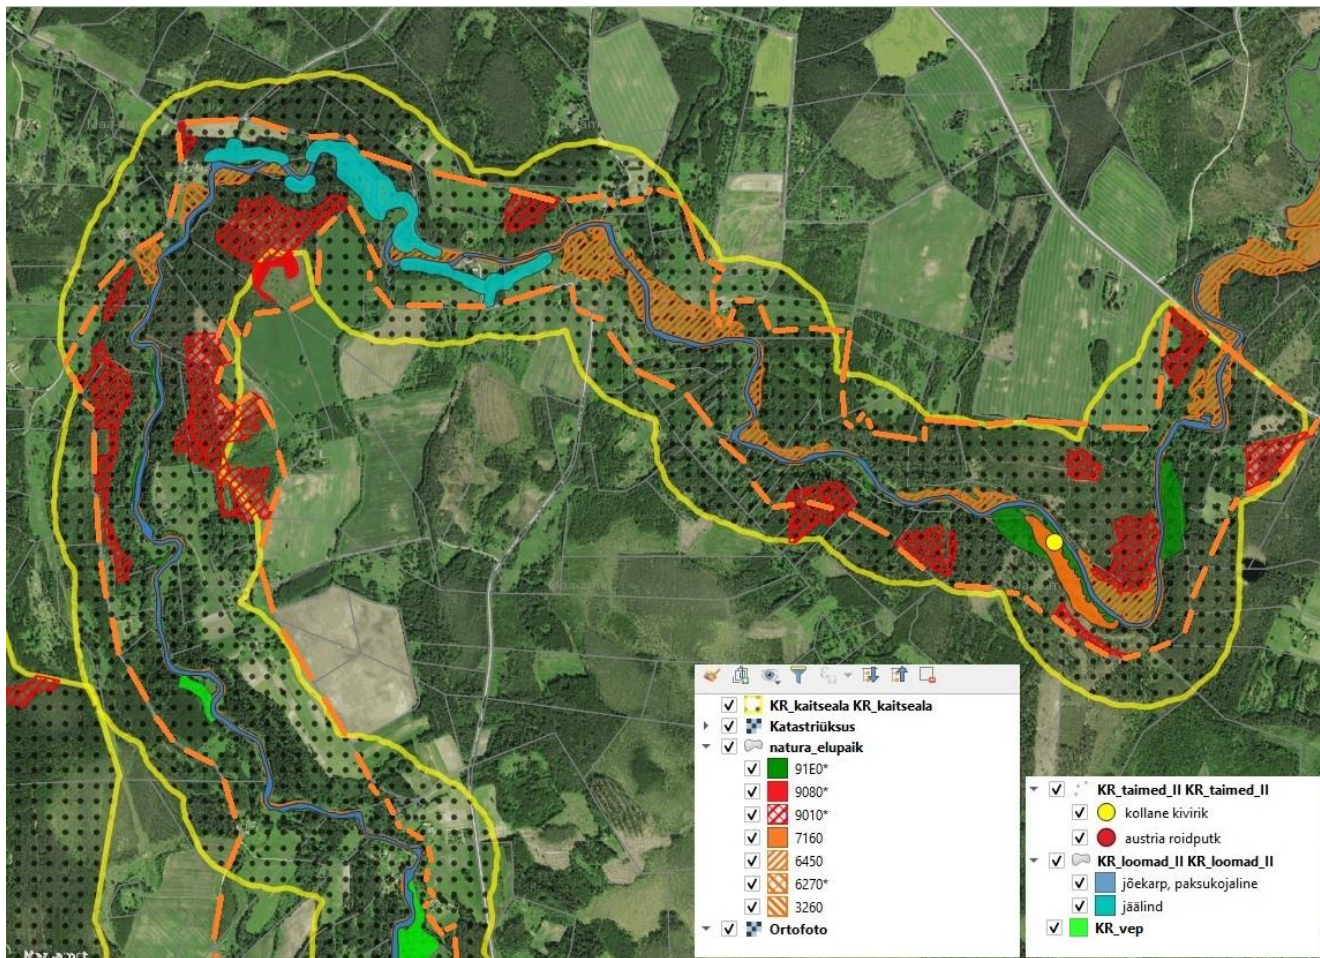 KR_kaitseala KR_kaitseala
Katastriüksus
natura_elupaik
91E0*
9080*
9010*
7160
6450
6270*
3260
Ortofoto
KR_taimed_II KR_taimed_II
kollane kivirik
austria roidputk
KR_loomad_II KR_loomad_II
jõekarp, paksukojaline
jäälind
KR_vep